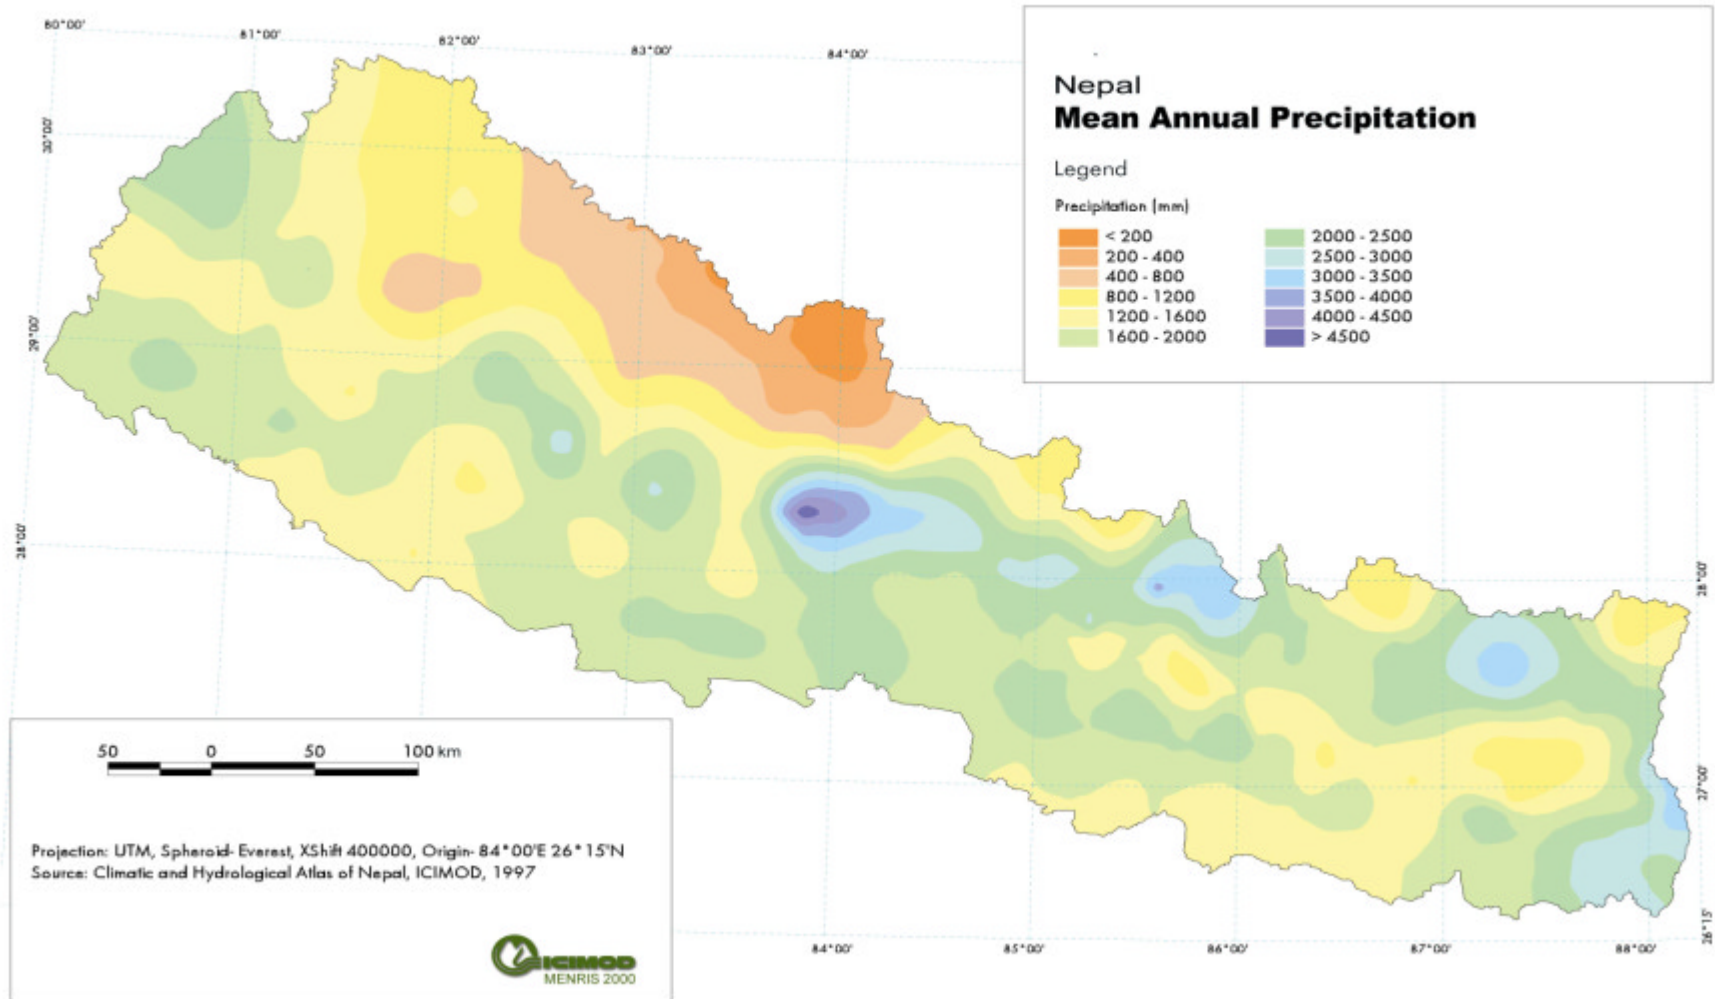 60°00'
81°00'
82°00'
83°00'
84°00'
30°00'
29°00'
28°00'
Nepal
Mean Annual Precipitation
Legend
Precipitation (mm)
< 200
200 - 400
400 - 800
800 - 1200
1200 - 1600
1600 - 2000
2000 - 2500
2500 - 3000
3000 - 3500
3500 - 4000
4000 - 4500
> 4500
28°00'
27°00'
26°15'
50 0 50 100 km
Projection: UTM, Spheroid- Everest, XShift 400000, Origin- 84°00'E 26°15'N
Source: Climatic and Hydrological Atlas of Nepal, ICIMOD, 1997
ICIMOD
MENRIS 2000
84°00'
85°00'
86°00'
87°00'
88°00'